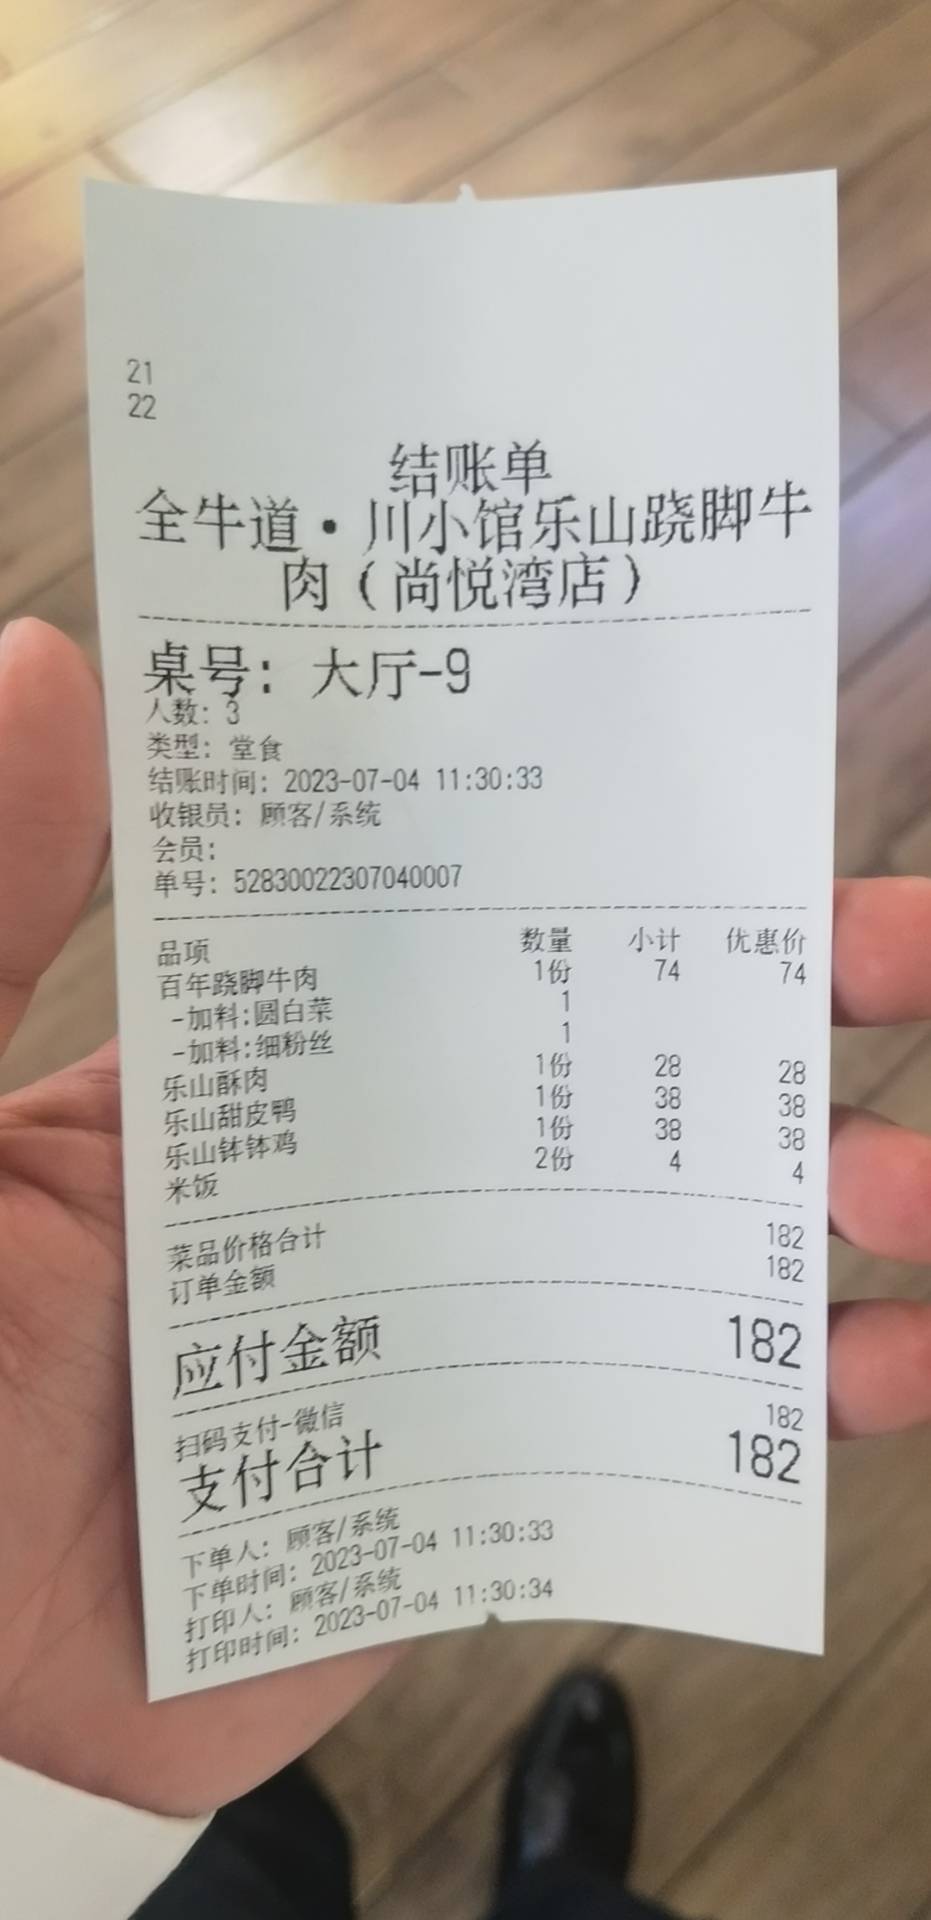 21
22
结账单
全牛道·川小馆乐山跷脚牛
肉(尚悦湾店)
桌号: 大厅-9
人数: 3
类型: 堂食
结账时间: 2023-07-04 11:30:33
收银员: 顾客/系统
会员:
单号: 52830022307040007
品项 数量 小计 优惠价
百年跷脚牛肉 1份 74 74
-加料:圆白菜 1
-加料:细粉丝 1
乐山酥肉 1份 28 28
乐山甜皮鸭 1份 38 38
乐山钵钵鸡 1份 38 38
米饭 2份 4 4
菜品价格合计 182
订单金额 182
应付金额 182
扫码支付-微信 182
支付合计 182
下单人: 顾客/系统
下单时间: 2023-07-04 11:30:33
打印人: 顾客/系统
打印时间: 2023-07-04 11:30:34